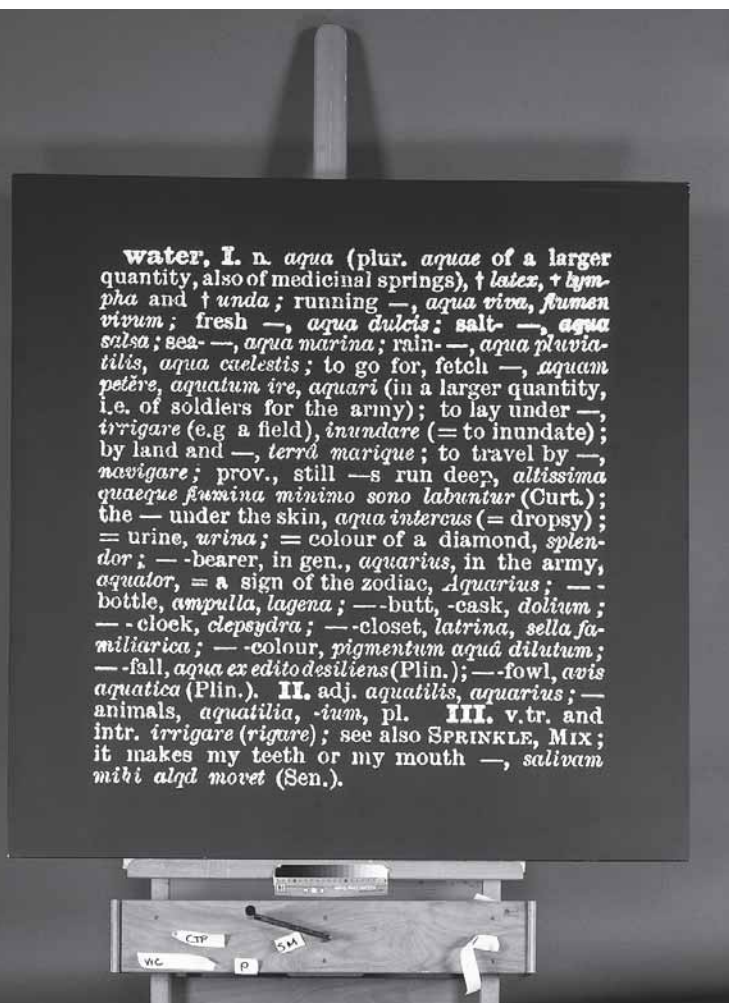 water, I. n. aqua (plur. aquae of a larger
quantity, also of medicinal springs), † latex, † lym-
pha and † unda; running —, aqua viva, flumen
vivum; fresh —, aqua dulcis; salt- —, aqua
salsa; sea- —, aqua marina; rain- —, aqua pluvia-
tilis, aqua caelestis; to go for, fetch —, aquam
petĕre, aquatum ire, aquari (in a larger quantity,
i.e. of soldiers for the army); to lay under —,
irrigare (e.g a field), inundare (= to inundate);
by land and —, terrâ marique; to travel by —,
navigare; prov., still —s run deep, altissima
quaeque flumina minimo sono labuntur (Curt.);
the — under the skin, aqua intercus (= dropsy);
= urine, urina; = colour of a diamond, splen-
dor; — -bearer, in gen., aquarius, in the army,
aquator, = a sign of the zodiac, Aquarius; — -
bottle, ampulla, lagena; —-butt, -cask, dolium;
— -clock, clepsydra; —-closet, latrina, sella fa-
miliarica; — -colour, pigmentum aquâ dilutum;
—-fall, aqua ex edito desiliens (Plin.); —-fowl, avis
aquatica (Plin.). II. adj. aquatilis, aquarius; —
animals, aquatilia, -ium, pl. III. v.tr. and
intr. irrigare (rigare); see also SPRINKLE, MIX;
it makes my teeth or my mouth —, salivam
mihi alqd movet (Sen.).
CTP
SM
VIC
P